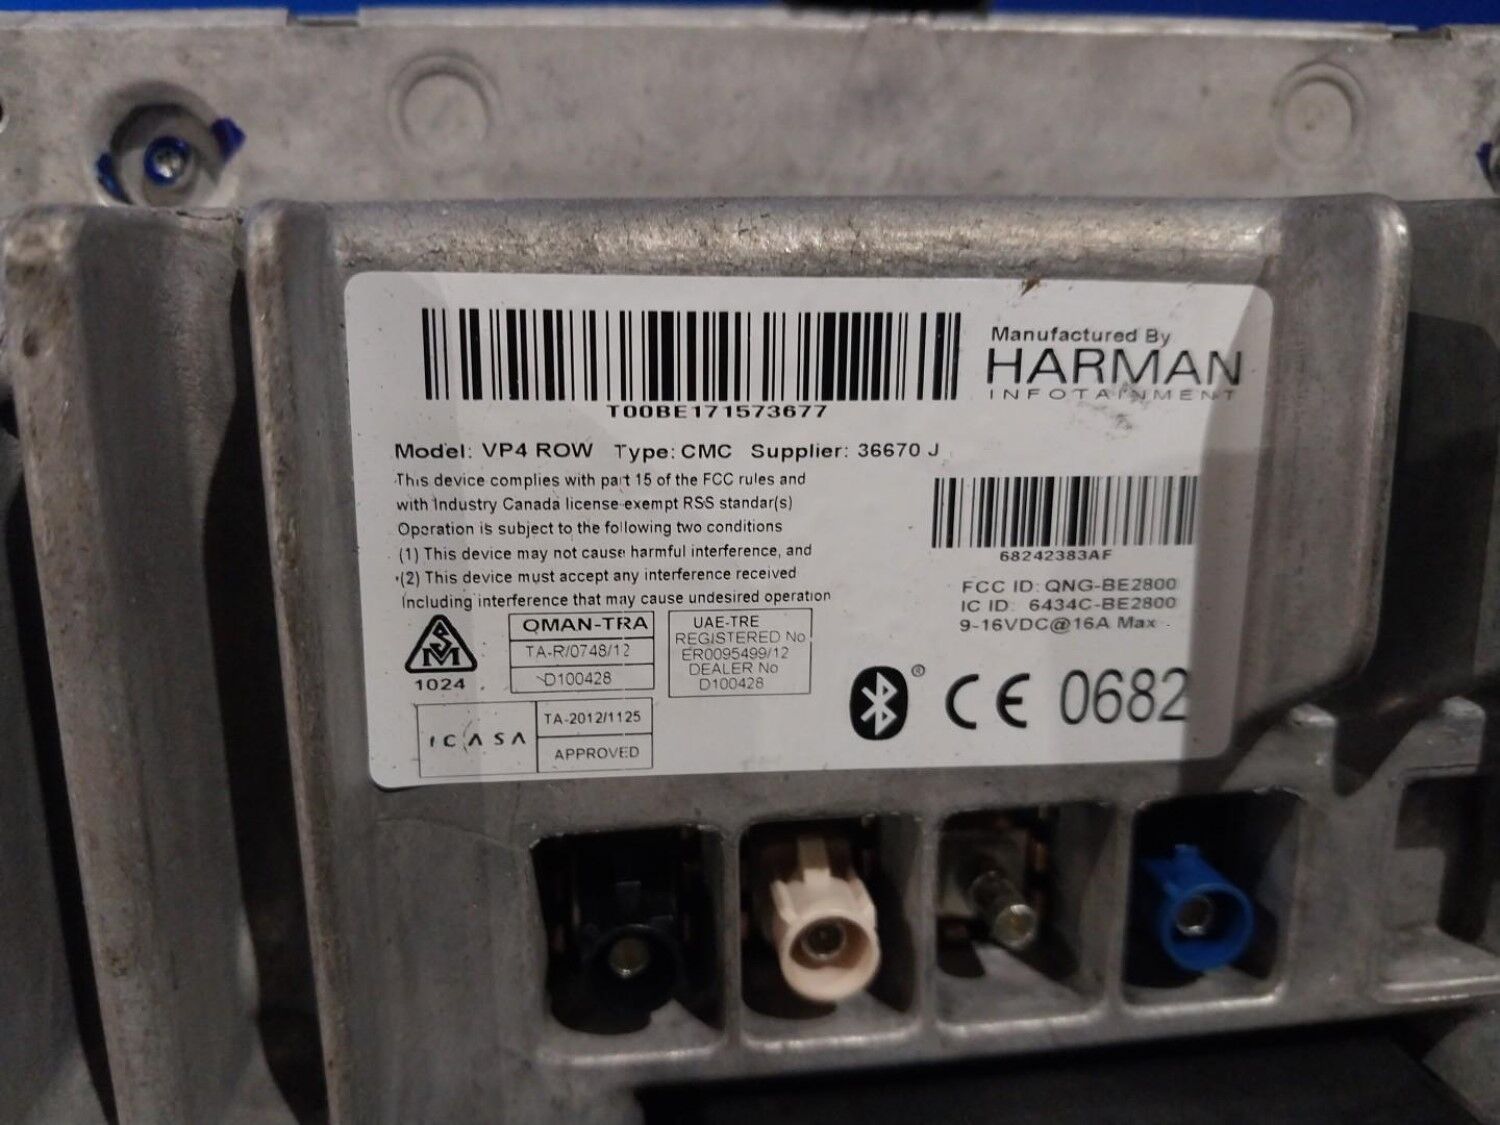 T00BE171573677
Manufactured By
HARMAN
INFOTAINMENT
Model: VP4 ROW Type: CMC Supplier: 36670 J
This device complies with part 15 of the FCC rules and
with Industry Canada license-exempt RSS standar(s)
Operation is subject to the following two conditions
(1) This device may not cause harmful interference, and
(2) This device must accept any interference received
Including interference that may cause undesired operation
68242383AF
FCC ID: QNG-BE2800
IC ID: 6434C-BE2800
9-16VDC@16A Max
1024
QMAN-TRA
TA-R/0748/12
D100428
UAE-TRE
REGISTERED No
ER0095499/12
DEALER No
D100428
ICASA
TA-2012/1125
APPROVED
® CE 0682